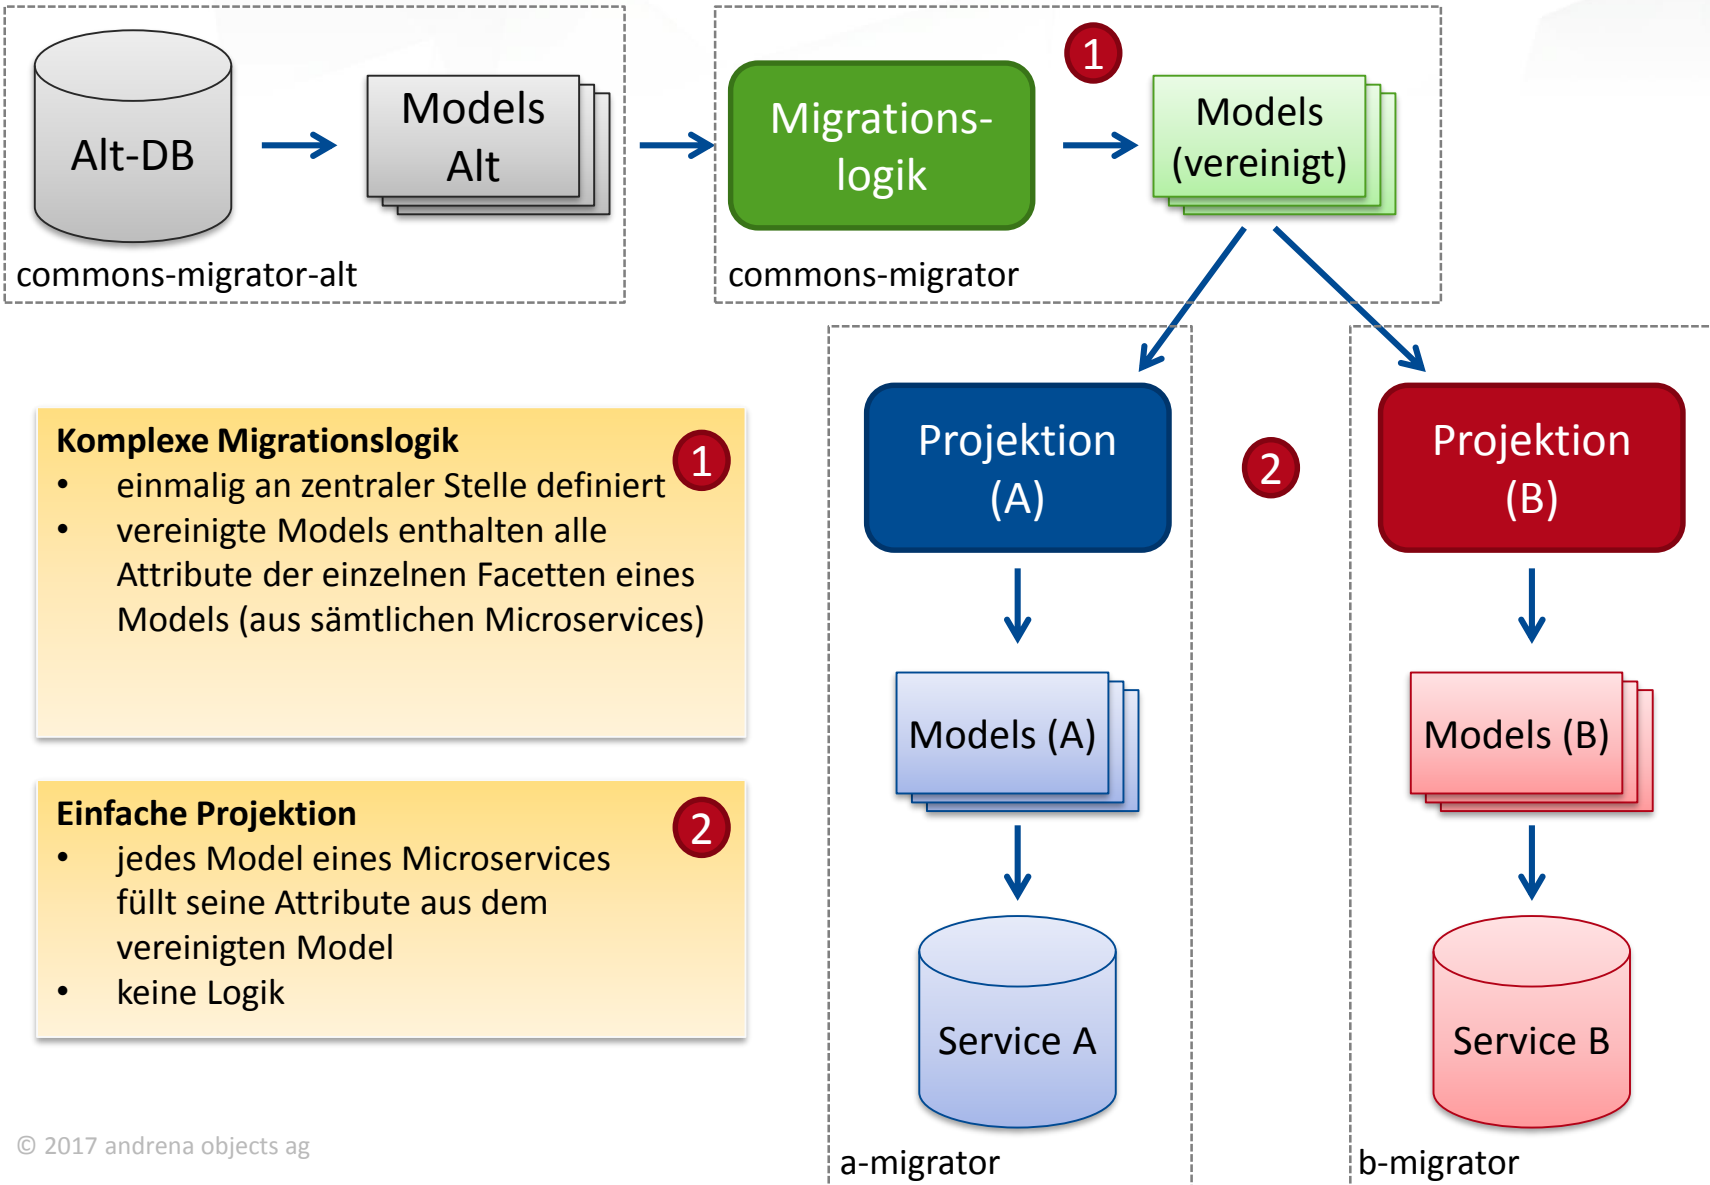 Alt-DB
Models
Alt
commons-migrator-alt
Migrations-
logik
1
Models
(vereinigt)
commons-migrator
Komplexe Migrationslogik
1
• einmalig an zentraler Stelle definiert
• vereinigte Models enthalten alle
Attribute der einzelnen Facetten eines
Models (aus sämtlichen Microservices)
Einfache Projektion
2
• jedes Model eines Microservices
füllt seine Attribute aus dem
vereinigten Model
• keine Logik
Projektion
(A)
Models (A)
Service A
a-migrator
2
Projektion
(B)
Models (B)
Service B
b-migrator
© 2017 andrena objects ag